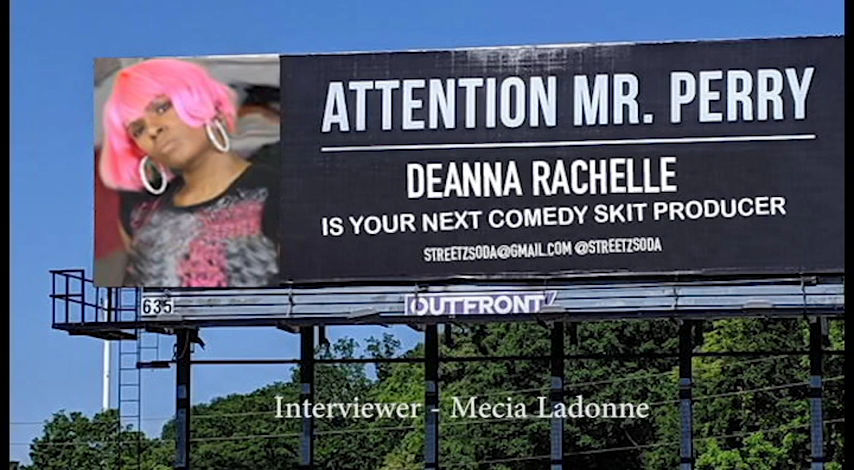 ATTENTION MR. PERRY
DEANNA RACHELLE
IS YOUR NEXT COMEDY SKIT PRODUCER
STREETZSODA@GMAIL.COM @STREETZSODA
635
OUTFRONT/
Interviewer - Mecia Ladonne